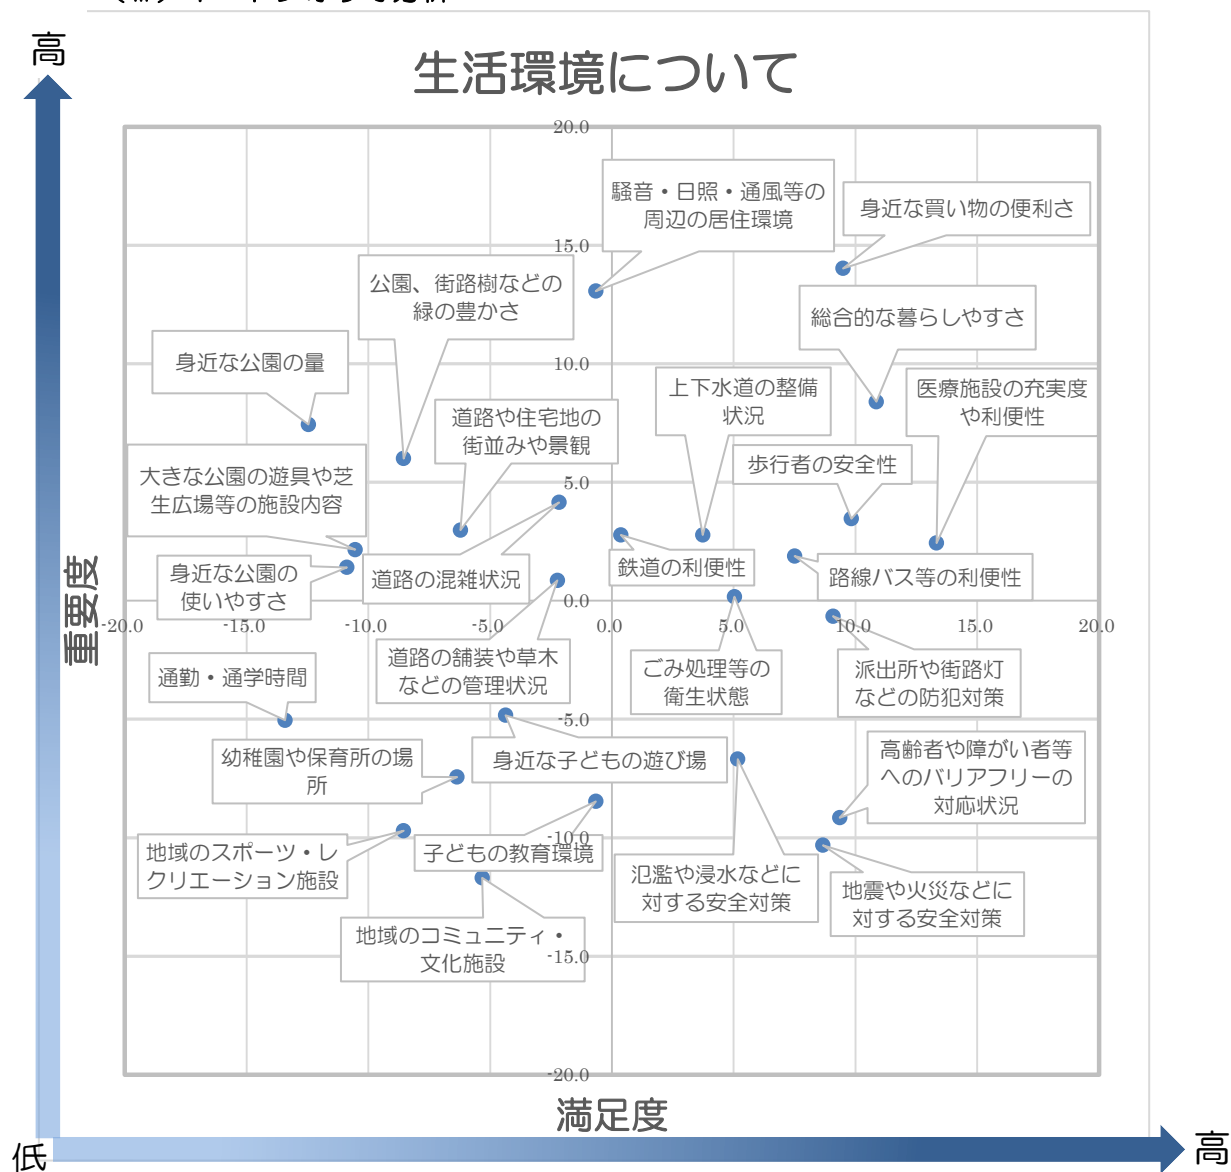 高
生活環境について
20.0
騒音・日照・通風等の
周辺の居住環境
身近な買い物の便利さ
15.0
公園、街路樹などの
緑の豊かさ
総合的な暮らしやすさ
身近な公園の量
10.0
上下水道の整備
状況
医療施設の充実度
や利便性
道路や住宅地の
街並みや景観
歩行者の安全性
大きな公園の遊具や芝
生広場等の施設内容
5.0
身近な公園の
使いやすさ
道路の混雑状況
鉄道の利便性
路線バス等の利便性
重要度
0.0
-20.0
-15.0
-10.0
-5.0
0.0
5.0
10.0
15.0
20.0
通勤・通学時間
道路の舗装や草木
などの管理状況
ごみ処理等の
衛生状態
派出所や街路灯
などの防犯対策
-5.0
幼稚園や保育所の場
所
身近な子どもの遊び場
高齢者や障がい者等
へのバリアフリーの
対応状況
-10.0
地域のスポーツ・レ
クリエーション施設
子どもの教育環境
氾濫や浸水などに
対する安全対策
地震や火災などに
対する安全対策
地域のコミュニティ・
文化施設
-15.0
-20.0
満足度
低
高